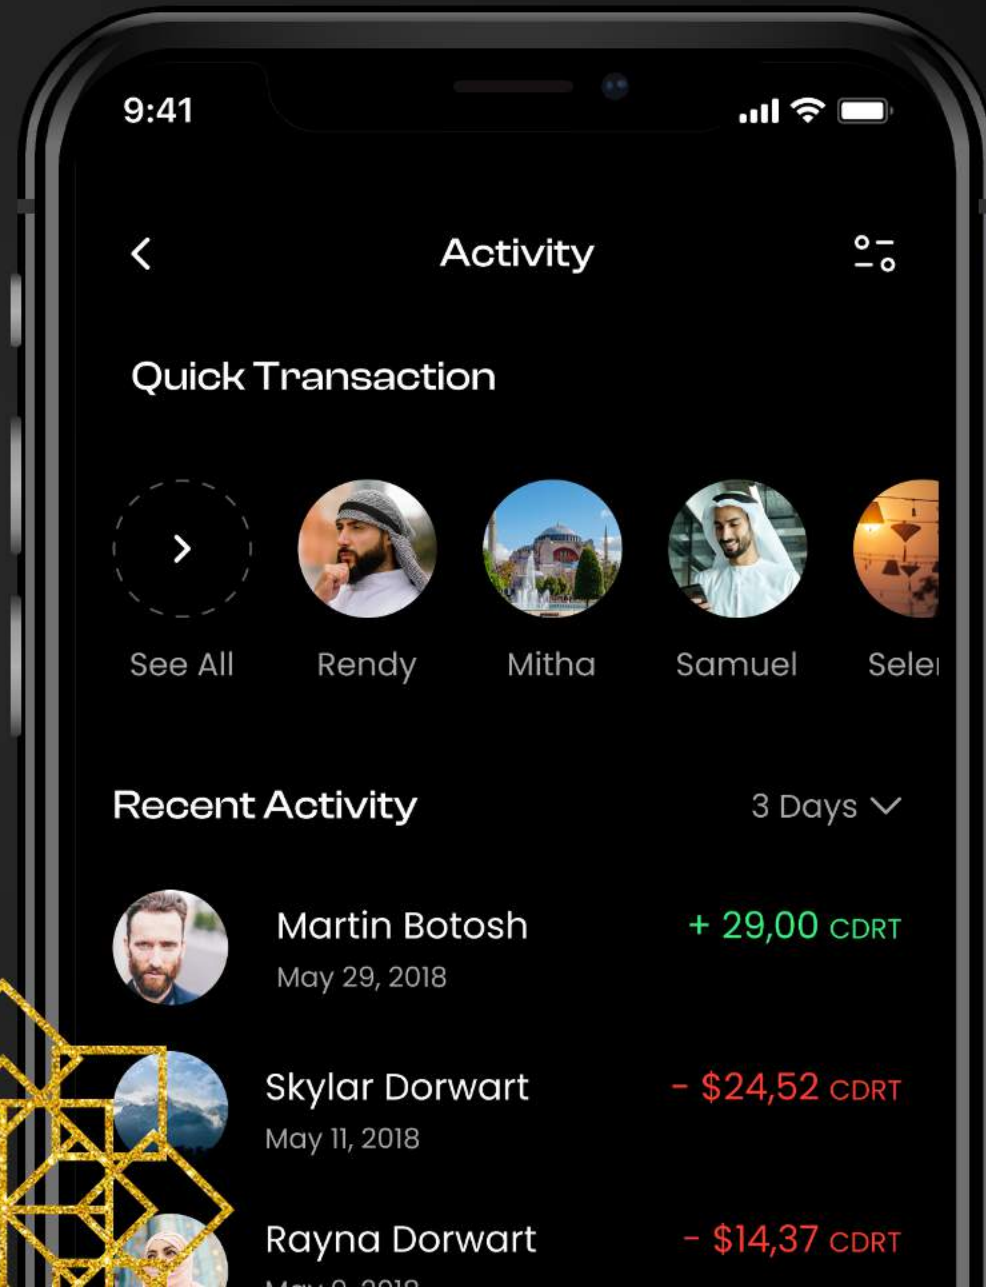 9:41
Activity
Quick Transaction
See All
Rendy
Mitha
Samuel
Recent Activity
3 Days
Martin Botosh
+ 29,00 CDRT
May 29, 2018
Skylar Dorwart
- $24,52 CDRT
May 11, 2018
Rayna Dorwart
- $14,37 CDRT